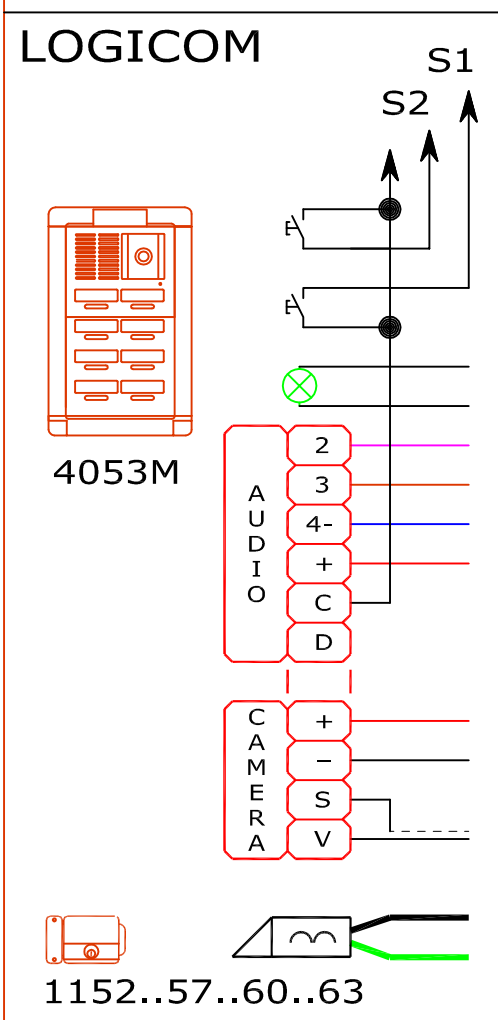 LOGICOM
S1
S2
4053M
AUDIO
2
3
4-
+
C
D
CAMERA
+
-
S
V
1152..57..60..63